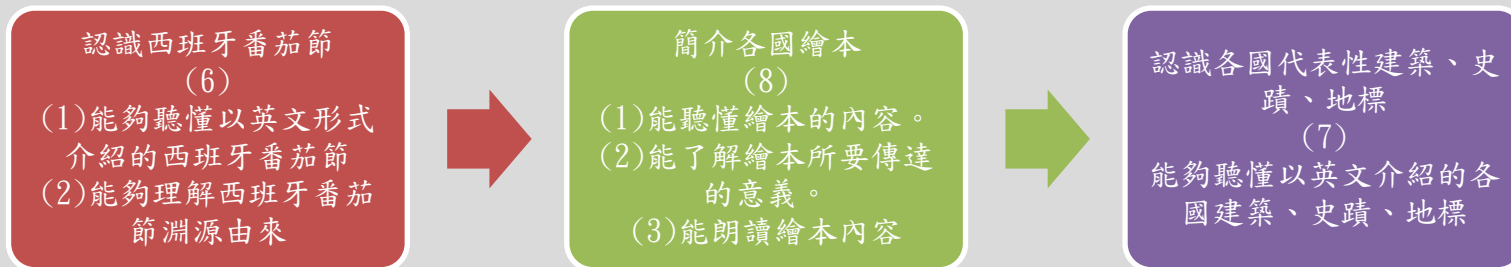 認識西班牙番茄節
(6)
(1)能夠聽懂以英文形式
介紹的西班牙番茄節
(2)能夠理解西班牙番茄
節淵源由來
簡介各國繪本
(8)
(1)能聽懂繪本的內容。
(2)能了解繪本所要傳達
的意義。
(3)能朗讀繪本內容
認識各國代表性建築、史
蹟、地標
(7)
能夠聽懂以英文介紹的各
國建築、史蹟、地標